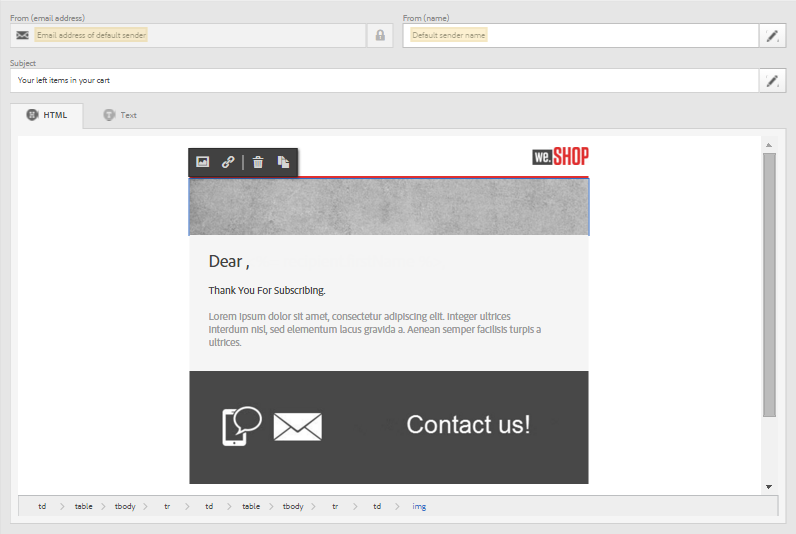 From (email address)
From (name)
Email address of default sender
Default sender name
Subject
Your left items in your cart
HTML
Text
we.SHOP
Dear ,
Thank You For Subscribing.
Lorem ipsum dolor sit amet, consectetur adipiscing elit. Integer ultrices
interdum nisl, sed elementum lacus gravida a. Aenean semper facilisis turpis a
ultrices.
Contact us!
td table tbody tr td table tbody tr td img